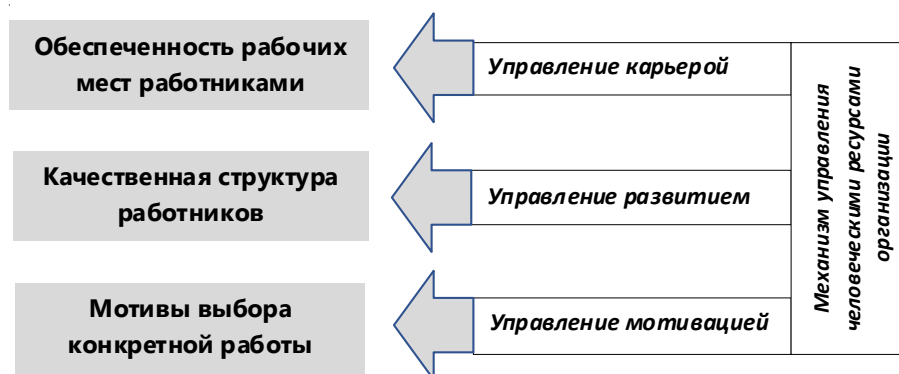 Обеспеченность рабочих
мест работниками
Управление карьерой
Качественная структура
работников
Управление развитием
Мотивы выбора
конкретной работы
Управление мотивацией
Механизм управления
человеческими ресурсами
организации